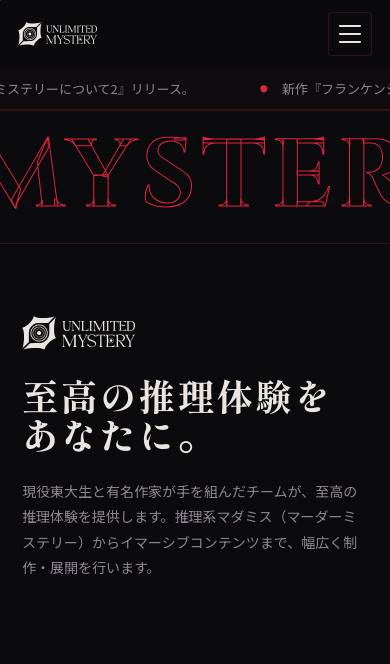 UNLIMITED
MYSTERY
ミステリーについて2』リリース。 新作『フランケン
MYSTER
UNLIMITED
MYSTERY
至高の推理体験を
あなたに。
現役東大生と有名作家が手を組んだチームが、至高の
推理体験を提供します。推理系マダミス（マーダーミ
ステリー）からイマーシブコンテンツまで、幅広く制
作・展開を行います。